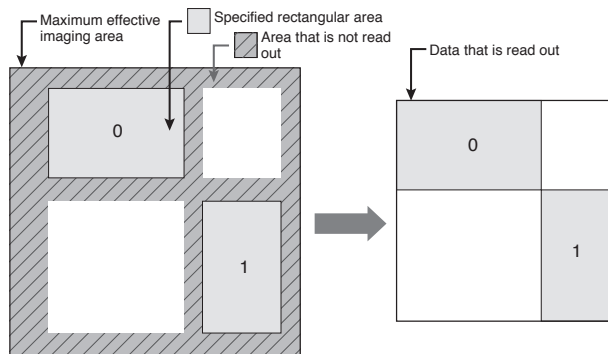 Maximum effective
imaging area
Specified rectangular area
Area that is not read
out
0
1
Data that is read out
0
1